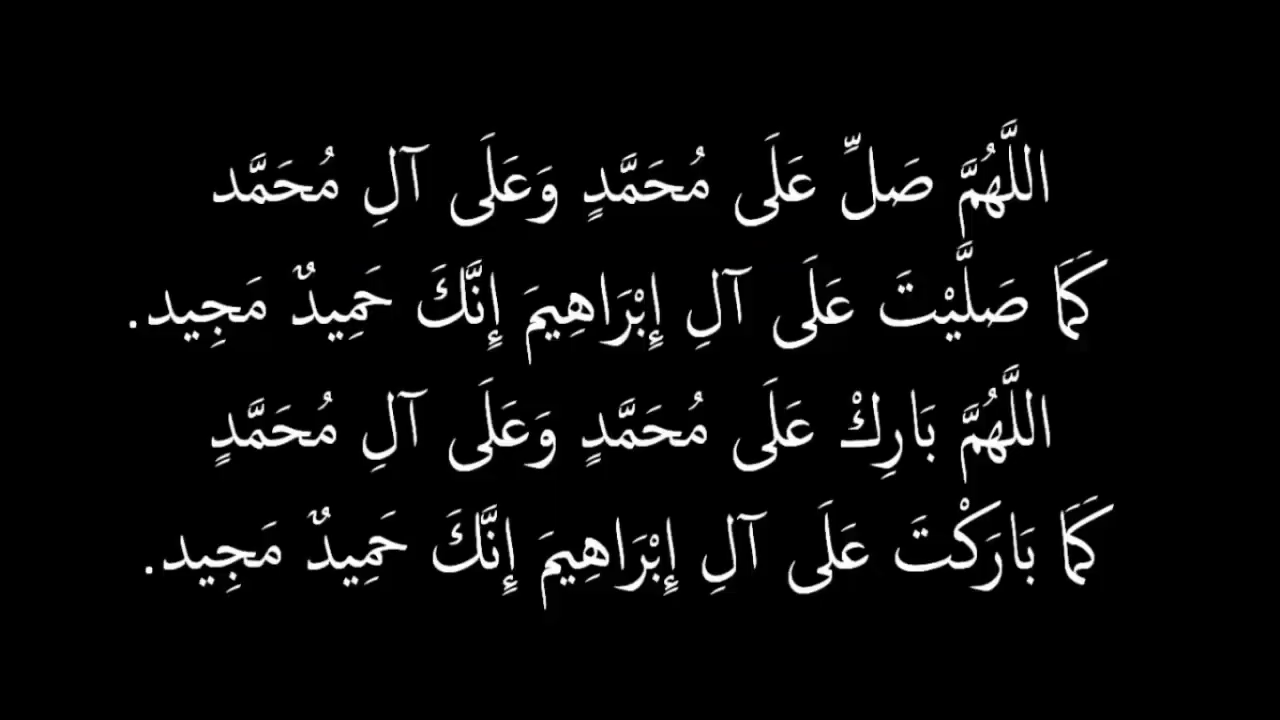 اللَّهُمَّ صَلِّ عَلَى مُحَمَّدٍ وَعَلَى آلِ مُحَمَّد
كَمَا صَلَّيْتَ عَلَى آلِ إِبْرَاهِيمَ إِنَّكَ حَمِيدٌ مَجِيد.
اللَّهُمَّ بَارِكْ عَلَى مُحَمَّدٍ وَعَلَى آلِ مُحَمَّدٍ
كَمَا بَارَكْتَ عَلَى آلِ إِبْرَاهِيمَ إِنَّكَ حَمِيدٌ مَجِيد.